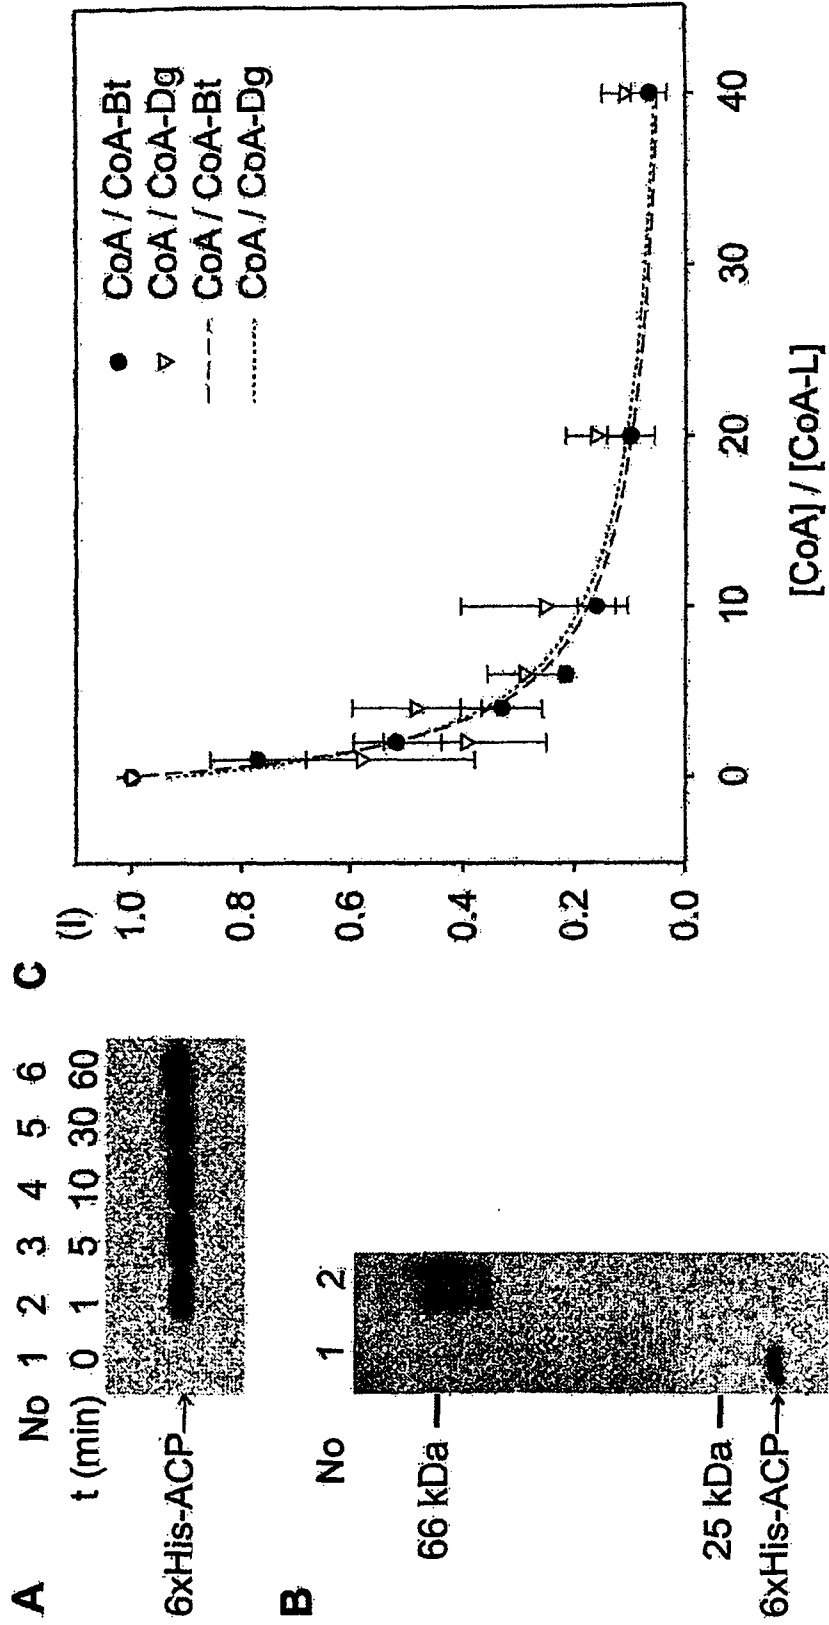 A
No 1 2 3 4 5 6
t (min) 0 1 5 10 30 60
6xHis-ACP→
B
No 1 2
66 kDa
25 kDa
6xHis-ACP→
C
(I)
1.0
0.8
0.6
0.4
0.2
0.0
CoA / CoA-Bt
CoA / CoA-Dg
CoA / CoA-Bt
CoA / CoA-Dg
0 10 20 30 40
[CoA] / [CoA-L]